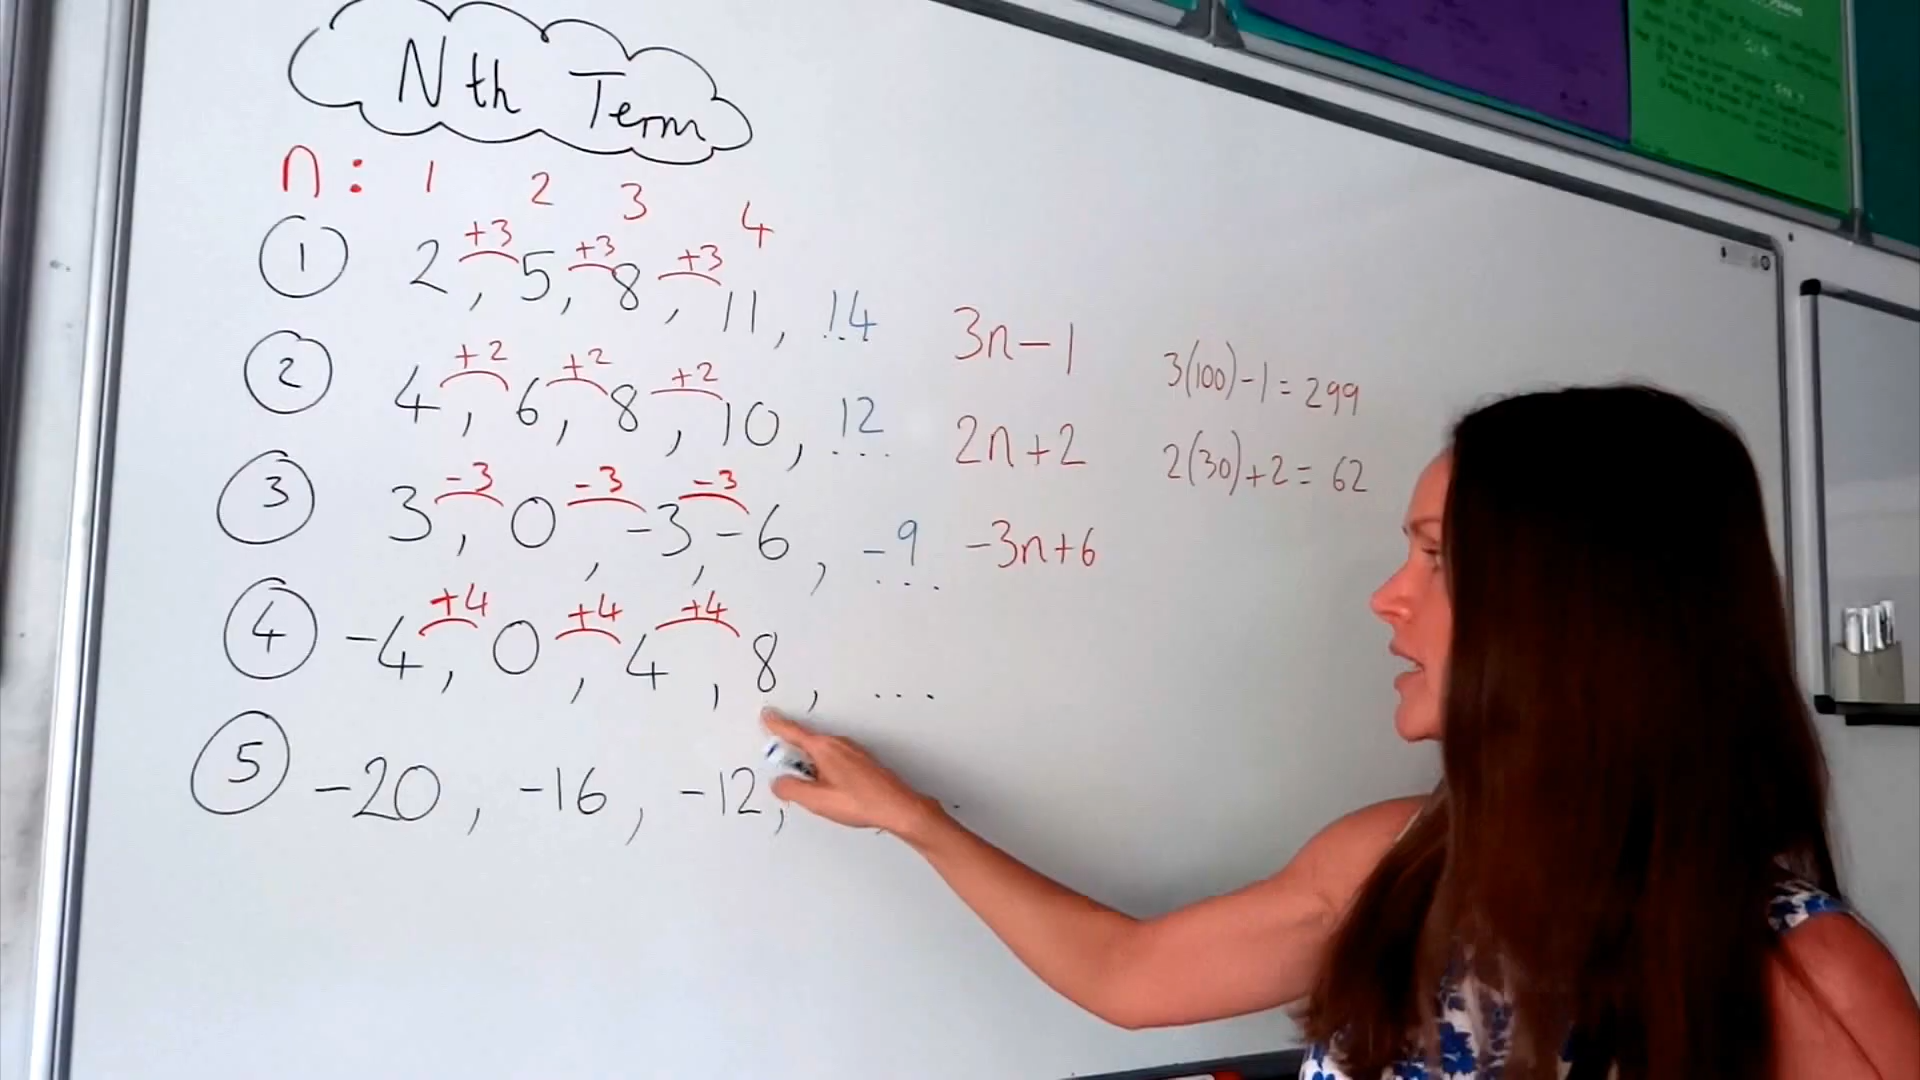 Nth Term
n: 1 2 3 4
+3 +3 +3
① 2, 5, 8, 11, 14 3n-1 3(100)-1=299
+2 +2 +2
② 4, 6, 8, 10, 12 ... 2n+2 2(30)+2=62
-3 -3 -3
③ 3, 0, -3, -6, -9 ... -3n+6
+4 +4 +4
④ -4, 0, 4, 8, ...
⑤ -20, -16, -12,